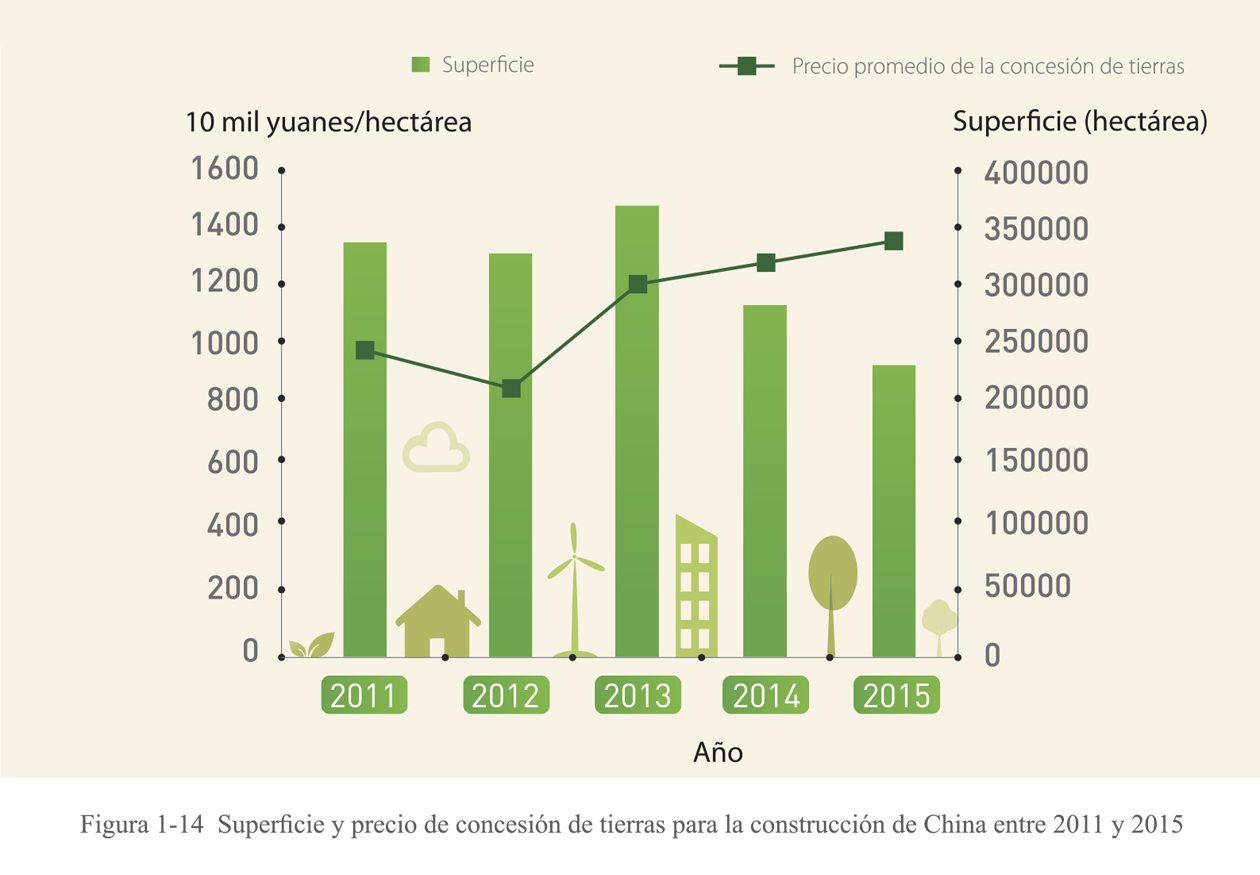 Superficie
Precio promedio de la concesión de tierras
10 mil yuanes/hectárea
Superficie (hectárea)
1600
1400
1200
1000
800
600
400
200
0
400000
350000
300000
250000
200000
150000
100000
50000
0
2011 2012 2013 2014 2015
Año
Figura 1-14 Superficie y precio de concesión de tierras para la construcción de China entre 2011 y 2015